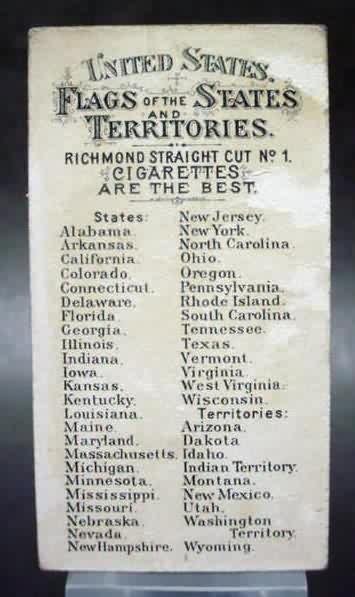 UNITED STATES.
FLAGS OF THE STATES
AND
TERRITORIES.
RICHMOND STRAIGHT CUT Nº 1.
CIGARETTES
ARE THE BEST.
States:
Alabama.
Arkansas.
California.
Colorado.
Connecticut.
Delaware.
Florida.
Georgia.
Illinois.
Indiana.
Iowa.
Kansas.
Kentucky.
Louisiana.
Maine.
Maryland.
Massachusetts.
Michigan.
Minnesota.
Mississippi.
Missouri.
Nebraska.
Nevada.
New Hampshire.
New Jersey.
New York.
North Carolina.
Ohio.
Oregon.
Pennsylvania.
Rhode Island.
South Carolina.
Tennessee.
Texas.
Vermont.
Virginia.
West Virginia.
Wisconsin.
Territories:
Arizona.
Dakota
Idaho.
Indian Territory.
Montana.
New Mexico.
Utah.
Washington
Territory.
Wyoming.